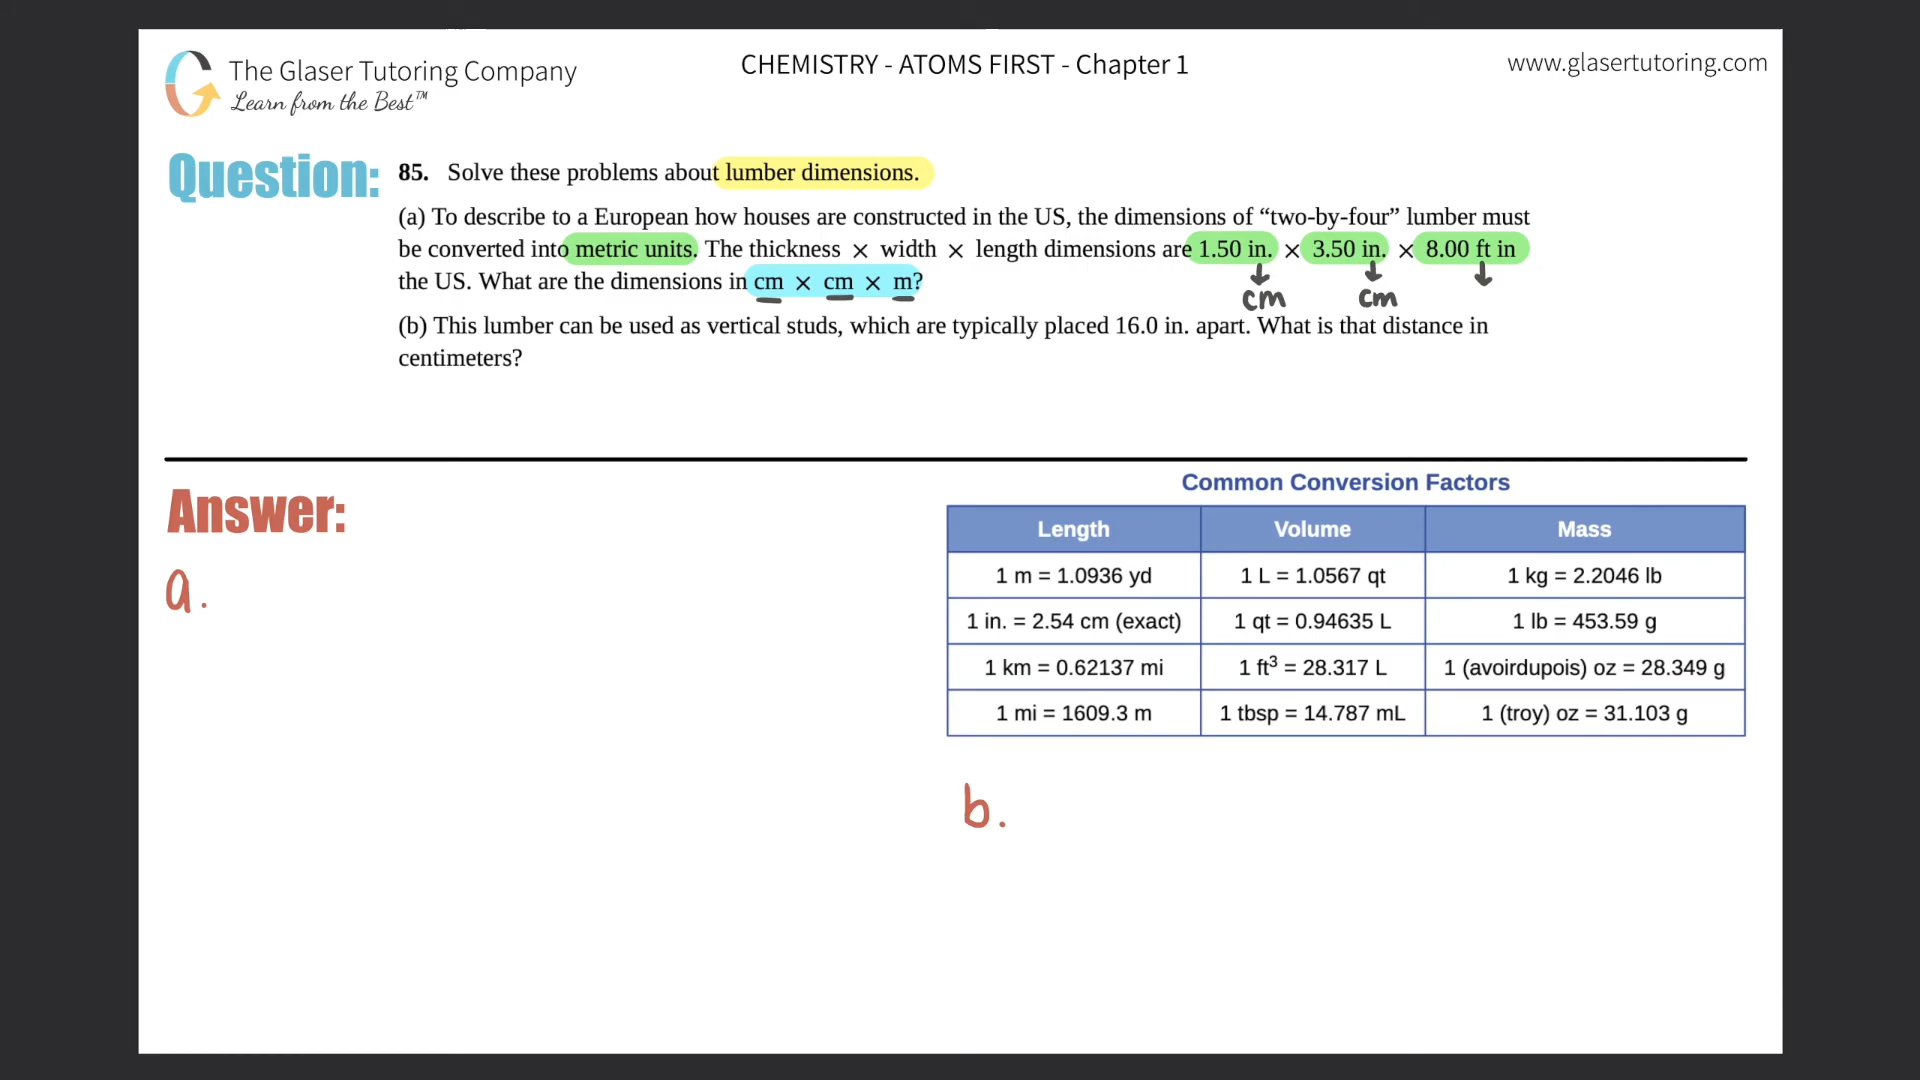 The Glaser Tutoring Company
Learn from the Best™
CHEMISTRY - ATOMS FIRST - Chapter 1
www.glasertutoring.com
Question:
85. Solve these problems about lumber dimensions.
(a) To describe to a European how houses are constructed in the US, the dimensions of “two-by-four” lumber must
be converted into metric units. The thickness × width × length dimensions are 1.50 in. × 3.50 in. × 8.00 ft in
the US. What are the dimensions in cm × cm × m?
cm cm
(b) This lumber can be used as vertical studs, which are typically placed 16.0 in. apart. What is that distance in
centimeters?
Answer:
a.
Common Conversion Factors
Length Volume Mass
1 m = 1.0936 yd 1 L = 1.0567 qt 1 kg = 2.2046 lb
1 in. = 2.54 cm (exact) 1 qt = 0.94635 L 1 lb = 453.59 g
1 km = 0.62137 mi 1 ft³ = 28.317 L 1 (avoirdupois) oz = 28.349 g
1 mi = 1609.3 m 1 tbsp = 14.787 mL 1 (troy) oz = 31.103 g
b.